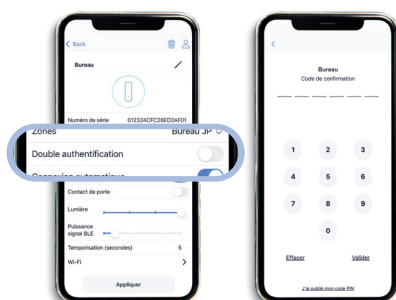 Back
Bureau
Numéro de série 012324CFC2BED2AF01
Zones Bureau JP
Double authentification
Connexion automatique
Contact de porte
Lumière
Puissance
signal BLE
Temporisation (secondes) 5
Wi-Fi
Appliquer
Bureau
Code de confirmation
1 2 3
4 5 6
7 8 9
0
Effacer Valider
J'ai oublié mon code PIN